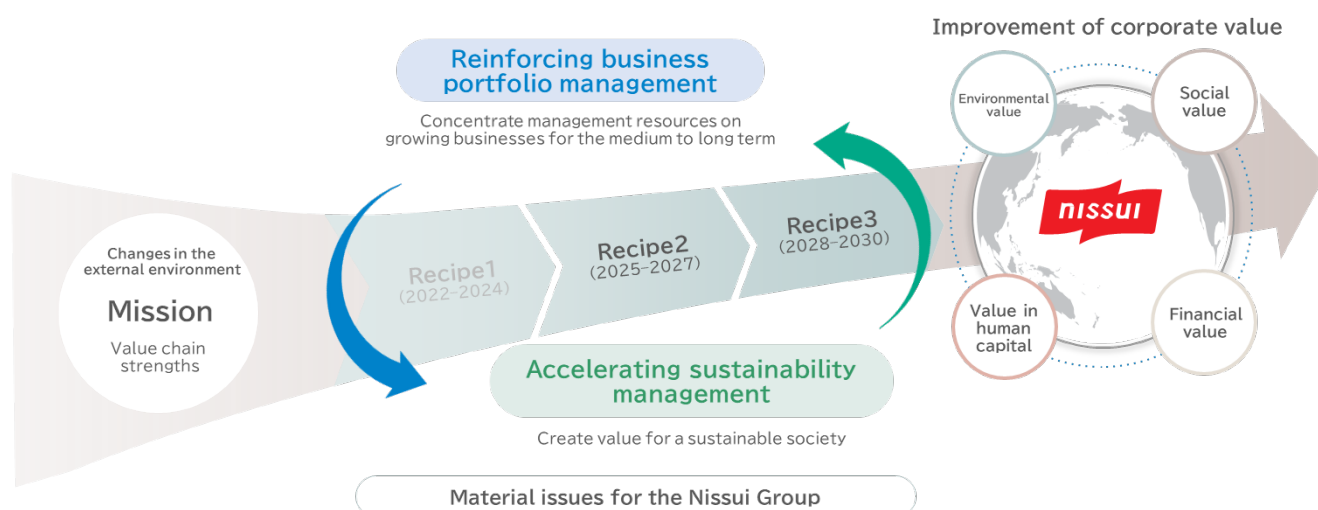 Improvement of corporate value
Reinforcing business
portfolio management
Concentrate management resources on
growing businesses for the medium to long term
Environmental
value
Social
value
nissui
Changes in the
external environment
Mission
Value chain
strengths
Recipe1
(2022–2024)
Recipe2
(2025–2027)
Recipe3
(2028–2030)
Value in
human
capital
Financial
value
Accelerating sustainability
management
Create value for a sustainable society
Material issues for the Nissui Group